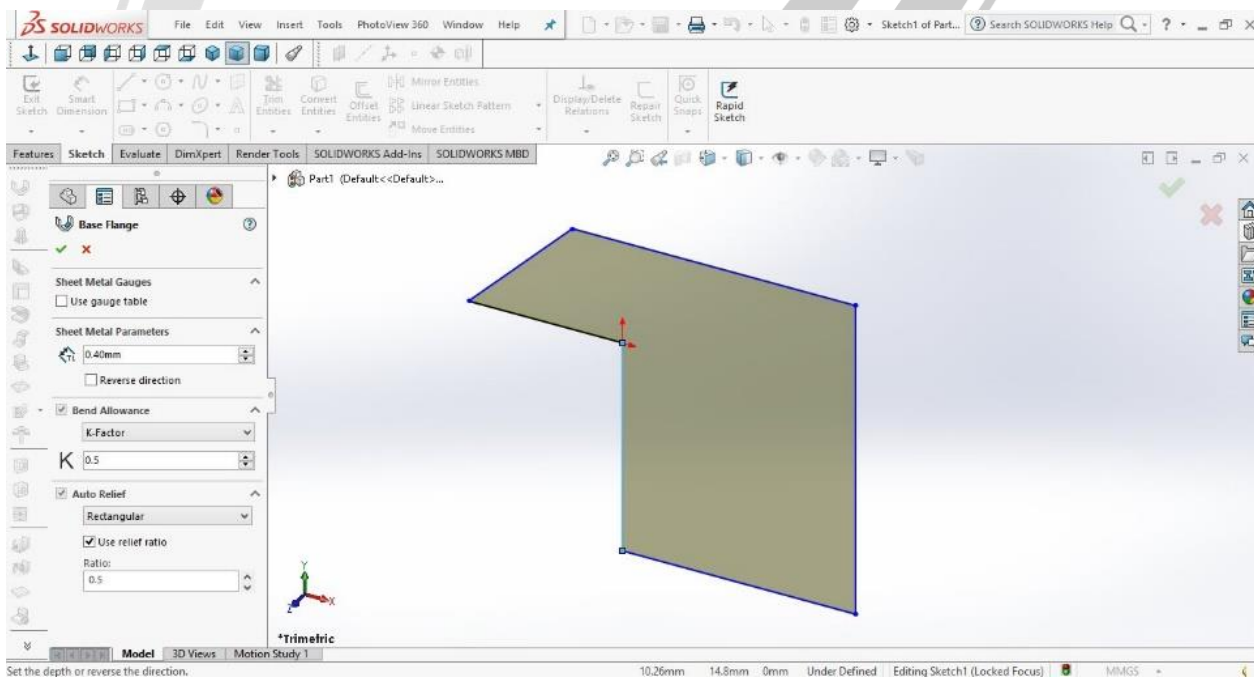 SOLIDWORKS File Edit View Insert Tools PhotoView 360 Window Help Sketch1 of Part... Search SOLIDWORKS Help ?
Exit Sketch
Smart Dimension
Trim Entities
Convert Entities
Offset Entities
Mirror Entities
Linear Sketch Pattern
Move Entities
Display/Delete Relations
Repair Sketch
Quick Snaps
Rapid Sketch
Features Sketch Evaluate DimXpert Render Tools SOLIDWORKS Add-Ins SOLIDWORKS MBD
Part1 (Default<<Default>...
Base Flange
Sheet Metal Gauges
Use gauge table
Sheet Metal Parameters
T1 0.40mm
Reverse direction
Bend Allowance
K-Factor
K 0.5
Auto Relief
Rectangular
Use relief ratio
Ratio:
0.5
Y
Z X
*Trimetric
Model 3D Views Motion Study 1
Set the depth or reverse the direction. 10.26mm 14.8mm 0mm Under Defined Editing Sketch1 (Locked Focus) MMGS